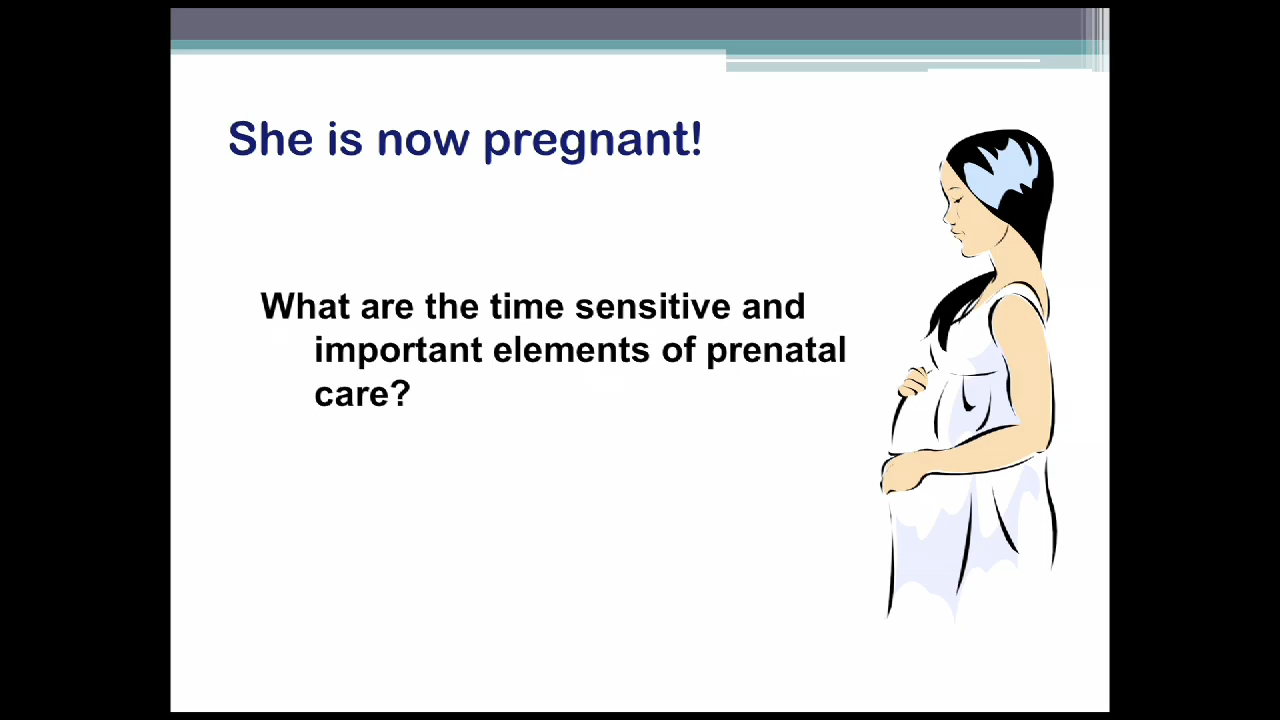 She is now pregnant!
What are the time sensitive and
important elements of prenatal
care?